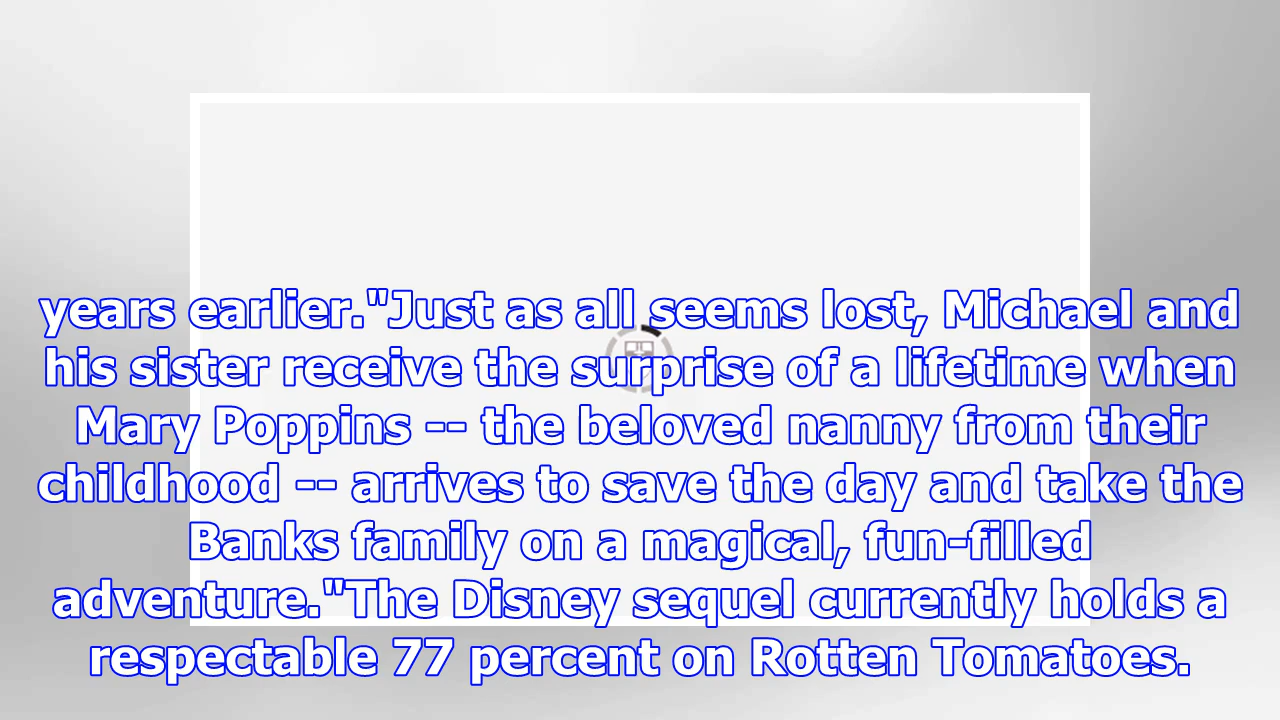 years earlier."Just as all seems lost, Michael and
his sister receive the surprise of a lifetime when
Mary Poppins -- the beloved nanny from their
childhood -- arrives to save the day and take the
Banks family on a magical, fun-filled
adventure."The Disney sequel currently holds a
respectable 77 percent on Rotten Tomatoes.